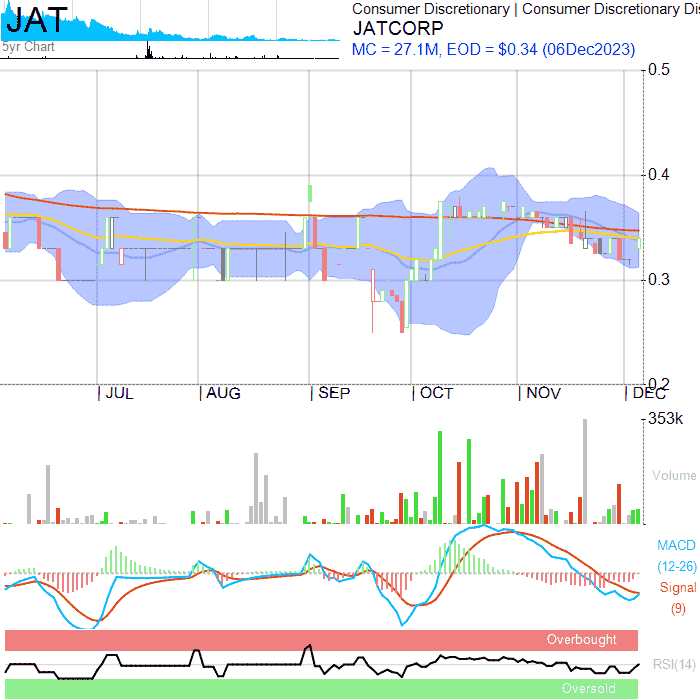 JAT
5yr Chart
Consumer Discretionary | Consumer Discretionary Dis
JATCORP
MC = 27.1M, EOD = $0.34 (06Dec2023)
0.5
0.4
0.3
0.2
JUL AUG SEP OCT NOV DEC
353k
Volume
MACD
(12-26)
Signal
(9)
Overbought
RSI(14)
Oversold